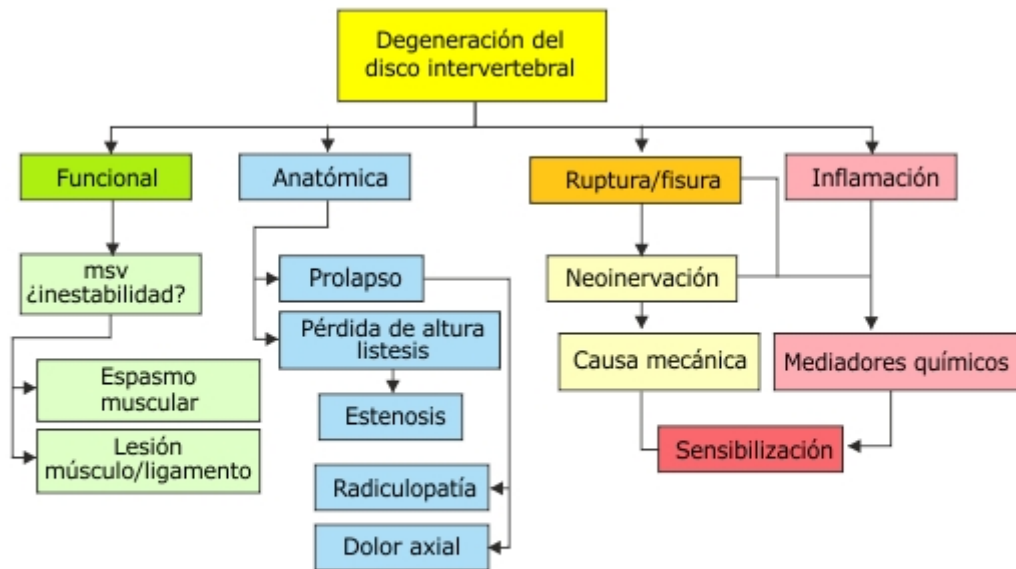 Degeneración del
disco intervertebral
Funcional
Anatómica
Ruptura/fisura
Inflamación
msv
¿inestabilidad?
Prolapso
Neoinervación
Pérdida de altura
listesis
Causa mecánica
Mediadores químicos
Espasmo
muscular
Estenosis
Lesión
músculo/ligamento
Sensibilización
Radiculopatía
Dolor axial